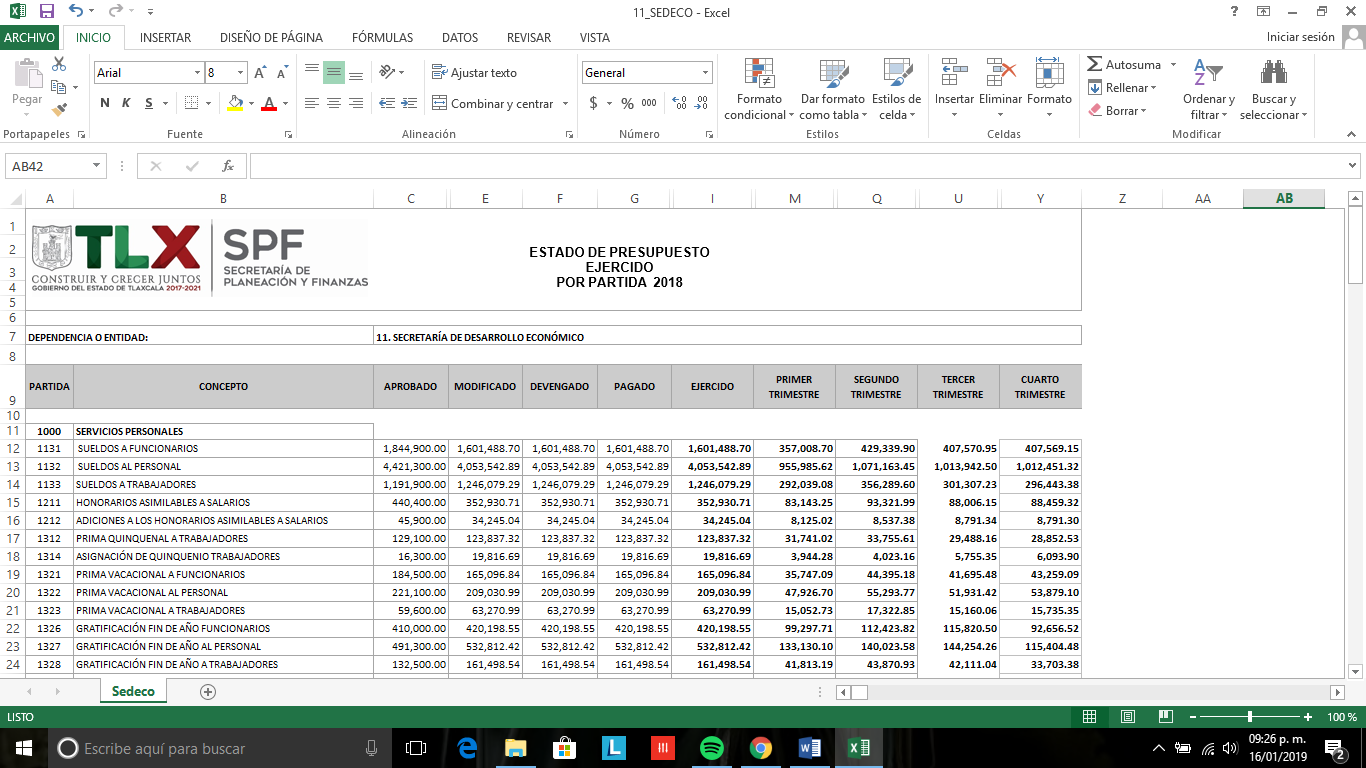 11_SEDECO - Excel
ARCHIVO INICIO INSERTAR DISEÑO DE PÁGINA FÓRMULAS DATOS REVISAR VISTA Iniciar sesión
Pegar
Arial 8 A A Ajustar texto General Autosuma
N K S A Combinar y centrar $ % 000 Rellenar
Borrar
Formato condicional Dar formato como tabla Estilos de celda Insertar Eliminar Formato Ordenar y filtrar Buscar y seleccionar
Portapapeles Fuente Alineación Número Estilos Celdas Modificar
AB42 fx
A B C E F G I M Q U Y Z AA AB
1
2
3
4
5
TLX
CONSTRUIR Y CRECER JUNTOS
GOBIERNO DEL ESTADO DE TLAXCALA 2017-2021
SPF
SECRETARÍA DE
PLANEACIÓN Y FINANZAS
ESTADO DE PRESUPUESTO
EJERCIDO
POR PARTIDA 2018
6
7 DEPENDENCIA O ENTIDAD: 11. SECRETARÍA DE DESARROLLO ECONÓMICO
8
9 PARTIDA CONCEPTO APROBADO MODIFICADO DEVENGADO PAGADO EJERCIDO PRIMER TRIMESTRE SEGUNDO TRIMESTRE TERCER TRIMESTRE CUARTO TRIMESTRE
10
11 1000 SERVICIOS PERSONALES
12 1131 SUELDOS A FUNCIONARIOS 1,844,900.00 1,601,488.70 1,601,488.70 1,601,488.70 1,601,488.70 357,008.70 429,339.90 407,570.95 407,569.15
13 1132 SUELDOS AL PERSONAL 4,421,300.00 4,053,542.89 4,053,542.89 4,053,542.89 4,053,542.89 955,985.62 1,071,163.45 1,013,942.50 1,012,451.32
14 1133 SUELDOS A TRABAJADORES 1,191,900.00 1,246,079.29 1,246,079.29 1,246,079.29 1,246,079.29 292,039.08 356,289.60 301,307.23 296,443.38
15 1211 HONORARIOS ASIMILABLES A SALARIOS 440,400.00 352,930.71 352,930.71 352,930.71 352,930.71 83,143.25 93,321.99 88,006.15 88,459.32
16 1212 ADICIONES A LOS HONORARIOS ASIMILABLES A SALARIOS 45,900.00 34,245.04 34,245.04 34,245.04 34,245.04 8,125.02 8,537.38 8,791.34 8,791.30
17 1312 PRIMA QUINQUENAL A TRABAJADORES 129,100.00 123,837.32 123,837.32 123,837.32 123,837.32 31,741.02 33,755.61 29,488.16 28,852.53
18 1314 ASIGNACIÓN DE QUINQUENIO TRABAJADORES 16,300.00 19,816.69 19,816.69 19,816.69 19,816.69 3,944.28 4,023.16 5,755.35 6,093.90
19 1321 PRIMA VACACIONAL A FUNCIONARIOS 184,500.00 165,096.84 165,096.84 165,096.84 165,096.84 35,747.09 44,395.18 41,695.48 43,259.09
20 1322 PRIMA VACACIONAL AL PERSONAL 221,100.00 209,030.99 209,030.99 209,030.99 209,030.99 47,926.70 55,293.77 51,931.42 53,879.10
21 1323 PRIMA VACACIONAL A TRABAJADORES 59,600.00 63,270.99 63,270.99 63,270.99 63,270.99 15,052.73 17,322.85 15,160.06 15,735.35
22 1326 GRATIFICACIÓN FIN DE AÑO FUNCIONARIOS 410,000.00 420,198.55 420,198.55 420,198.55 420,198.55 99,297.71 112,423.82 115,820.50 92,656.52
23 1327 GRATIFICACIÓN FIN DE AÑO AL PERSONAL 491,300.00 532,812.42 532,812.42 532,812.42 532,812.42 133,130.10 140,023.58 144,254.26 115,404.48
24 1328 GRATIFICACIÓN FIN DE AÑO A TRABAJADORES 132,500.00 161,498.54 161,498.54 161,498.54 161,498.54 41,813.19 43,870.93 42,111.04 33,703.38
Sedeco
LISTO 100 %
Escribe aquí para buscar 09:26 p. m.
16/01/2019 2